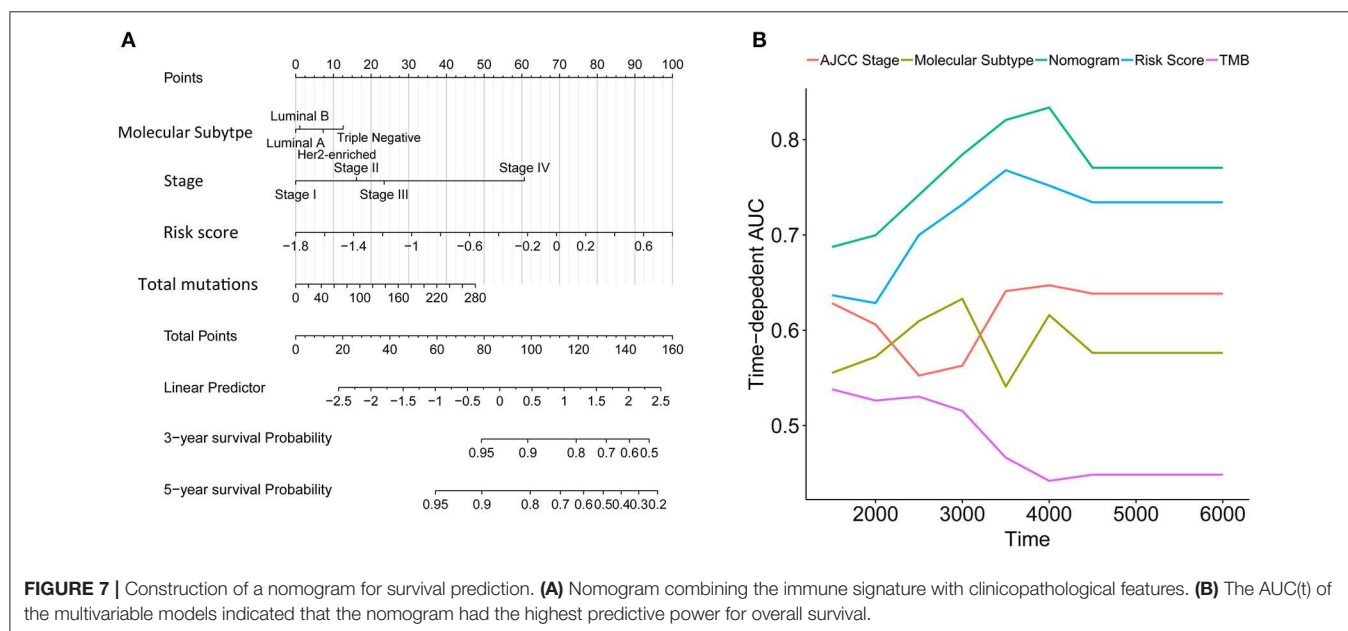 A
Points
0 10 20 30 40 50 60 70 80 90 100
Luminal B
Molecular Subytpe
Luminal A
Triple Negative
Her2-enriched
Stage II
Stage IV
Stage
Stage I
Stage III
Risk score
−1.8 −1.4 −1 −0.6 −0.2 0 0.2 0.6
Total mutations
0 40 80 120 160 200 240 280
Total Points
0 20 40 60 80 100 120 140 160
Linear Predictor
−2.5 −2 −1.5 −1 −0.5 0 0.5 1 1.5 2 2.5
3−year survival Probability
0.95 0.9 0.8 0.7 0.6 0.5
5−year survival Probability
0.95 0.9 0.8 0.7 0.6 0.5 0.4 0.3 0.2
B
AJCC Stage Molecular Subtype Nomogram Risk Score TMB
Time−depedent AUC
0.8
0.7
0.6
0.5
2000 3000 4000 5000 6000
Time
FIGURE 7 | Construction of a nomogram for survival prediction. (A) Nomogram combining the immune signature with clinicopathological features. (B) The AUC(t) of
the multivariable models indicated that the nomogram had the highest predictive power for overall survival.